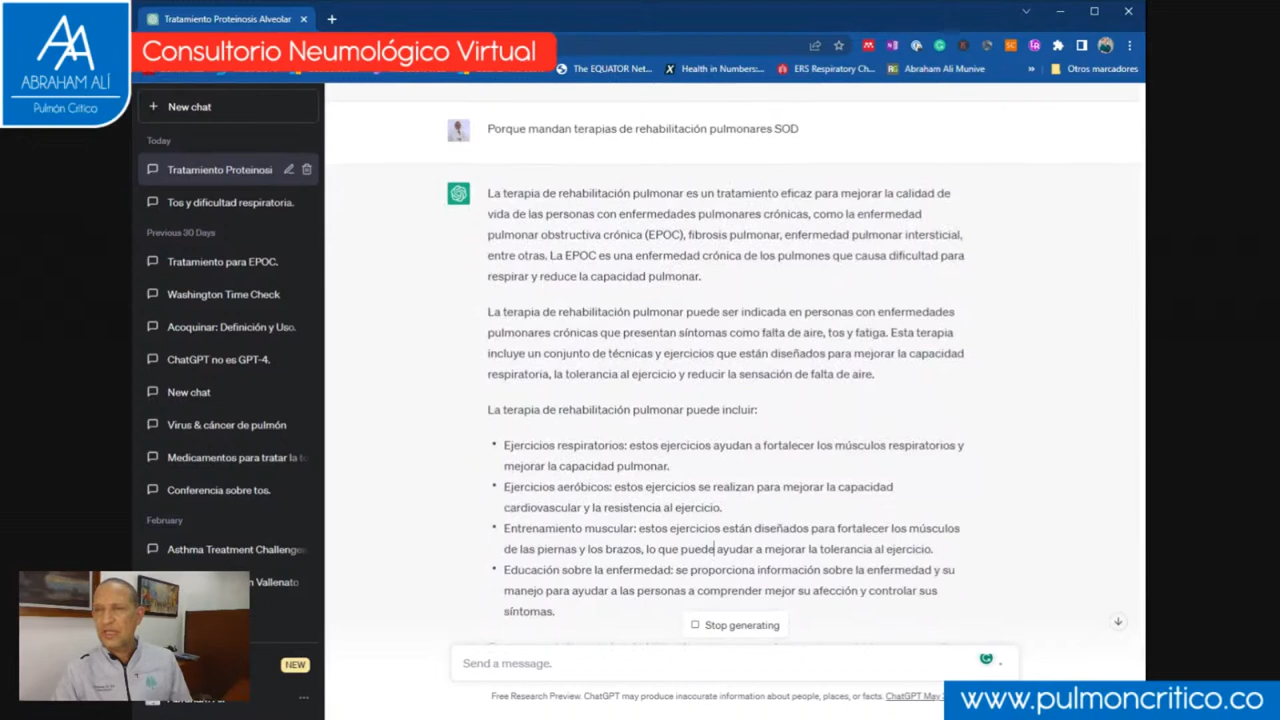 AA
ABRAHAM ALÍ
Pulmón Crítico
Consultorio Neumológico Virtual
Tratamiento Proteinosis Alveolar
The EQUATOR Net...
Health in Numbers:...
ERS Respiratory Ch...
Abraham Ali Munive
Otros marcadores
New chat
Today
Tratamiento Proteinosi
Tos y dificultad respiratoria.
Previous 30 Days
Tratamiento para EPOC.
Washington Time Check
Acoquinar: Definición y Uso.
ChatGPT no es GPT-4.
New chat
Virus & cáncer de pulmón
Medicamentos para tratar la to
Conferencia sobre tos.
February
Asthma Treatment Challenges
Vallenato
NEW
Porque mandan terapias de rehabilitación pulmonares SOD
La terapia de rehabilitación pulmonar es un tratamiento eficaz para mejorar la calidad de
vida de las personas con enfermedades pulmonares crónicas, como la enfermedad
pulmonar obstructiva crónica (EPOC), fibrosis pulmonar, enfermedad pulmonar intersticial,
entre otras. La EPOC es una enfermedad crónica de los pulmones que causa dificultad para
respirar y reduce la capacidad pulmonar.
La terapia de rehabilitación pulmonar puede ser indicada en personas con enfermedades
pulmonares crónicas que presentan síntomas como falta de aire, tos y fatiga. Esta terapia
incluye un conjunto de técnicas y ejercicios que están diseñados para mejorar la capacidad
respiratoria, la tolerancia al ejercicio y reducir la sensación de falta de aire.
La terapia de rehabilitación pulmonar puede incluir:
• Ejercicios respiratorios: estos ejercicios ayudan a fortalecer los músculos respiratorios y
mejorar la capacidad pulmonar.
• Ejercicios aeróbicos: estos ejercicios se realizan para mejorar la capacidad
cardiovascular y la resistencia al ejercicio.
• Entrenamiento muscular: estos ejercicios están diseñados para fortalecer los músculos
de las piernas y los brazos, lo que puede ayudar a mejorar la tolerancia al ejercicio.
• Educación sobre la enfermedad: se proporciona información sobre la enfermedad y su
manejo para ayudar a las personas a comprender mejor su afección y controlar sus
síntomas.
Stop generating
Send a message.
Free Research Preview. ChatGPT may produce inaccurate information about people, places, or facts. ChatGPT May
www.pulmoncritico.co